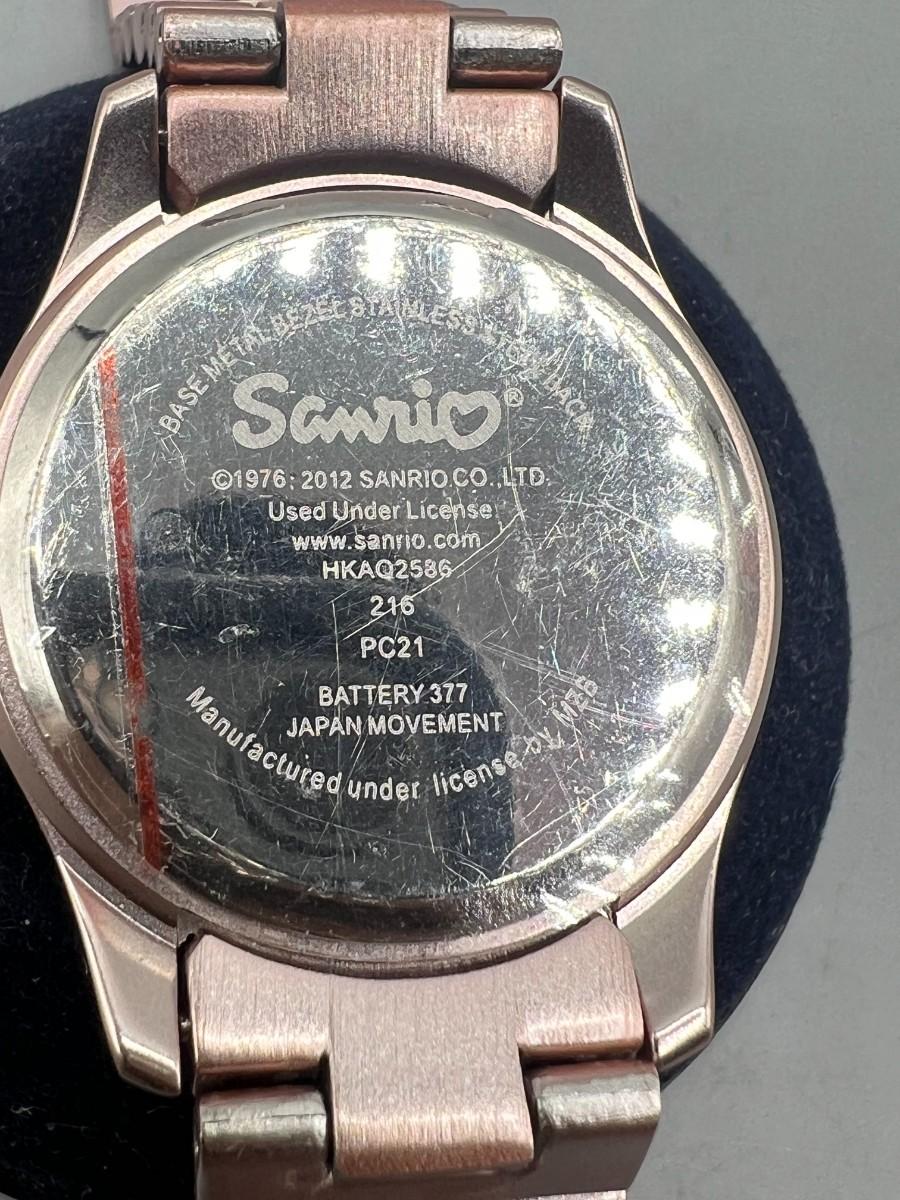 BASE METAL BEZEL STAINLESS STEEL BACK
Sanrio®
©1976; 2012 SANRIO CO.,LTD.
Used Under License
www.sanrio.com
HKAQ2586
216
PC21
BATTERY 377
JAPAN MOVEMENT
Manufactured under license by MZB